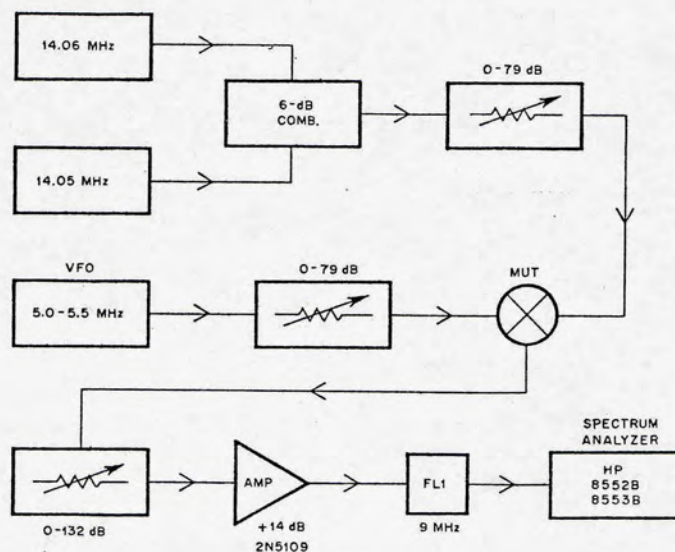 14.06 MHz
6-dB
COMB.
0-79 dB
14.05 MHz
VFO
5.0-5.5 MHz
0-79 dB
MUT
0-132 dB
AMP
+14 dB
2N5109
FL1
9 MHz
SPECTRUM
ANALYZER
HP
8552B
8553B